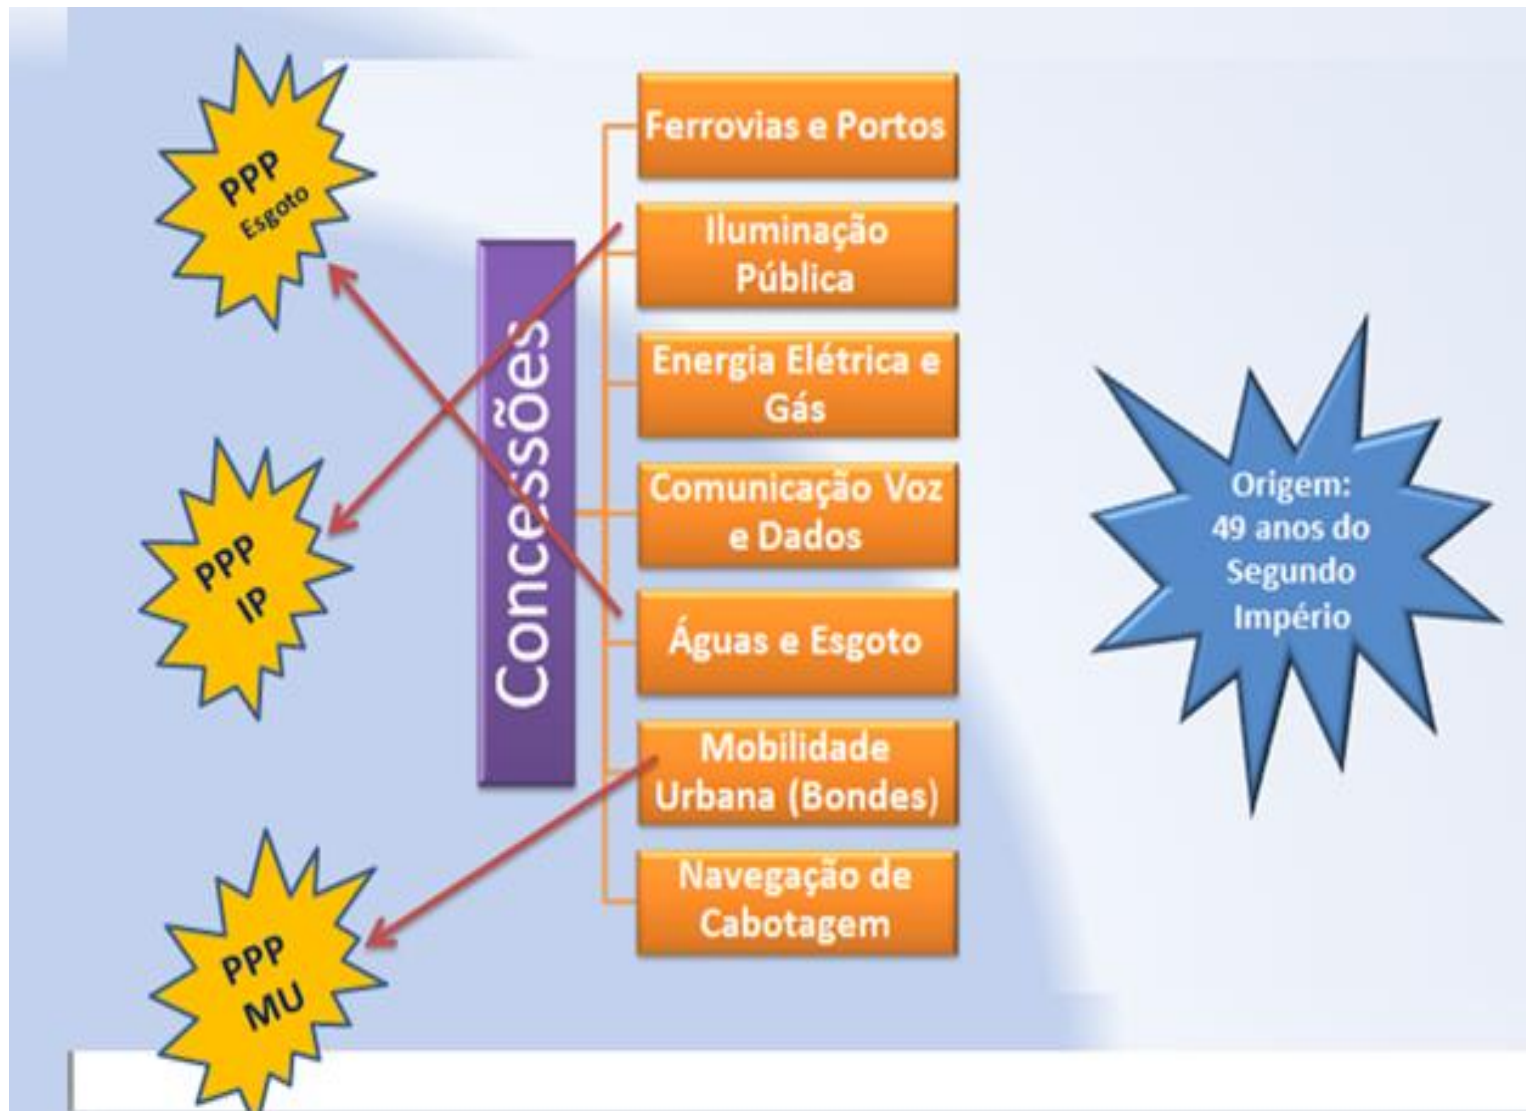 PPP
Esgoto
PPP
IP
PPP
MU
Concessões
Ferrovias e Portos
Iluminação
Pública
Energia Elétrica e
Gás
Comunicação Voz
e Dados
Águas e Esgoto
Mobilidade
Urbana (Bondes)
Navegação de
Cabotagem
Origem:
49 anos do
Segundo
Império